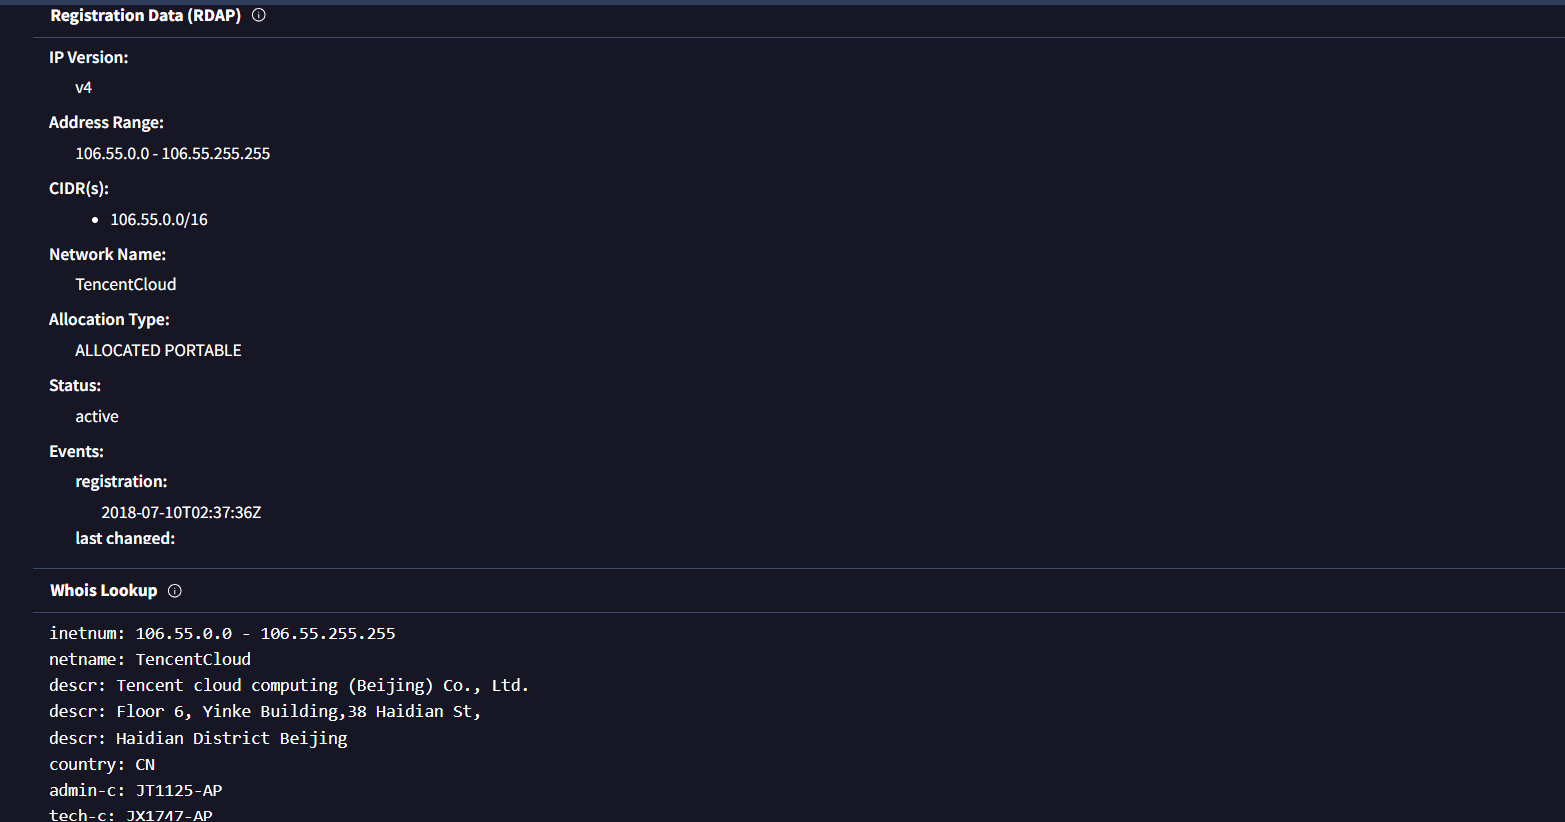 Registration Data (RDAP)
IP Version:
v4
Address Range:
106.55.0.0 - 106.55.255.255
CIDR(s):
• 106.55.0.0/16
Network Name:
TencentCloud
Allocation Type:
ALLOCATED PORTABLE
Status:
active
Events:
registration:
2018-07-10T02:37:36Z
last changed:
Whois Lookup
inetnum: 106.55.0.0 - 106.55.255.255
netname: TencentCloud
descr: Tencent cloud computing (Beijing) Co., Ltd.
descr: Floor 6, Yinke Building,38 Haidian St,
descr: Haidian District Beijing
country: CN
admin-c: JT1125-AP
tech-c: JX1747-AP